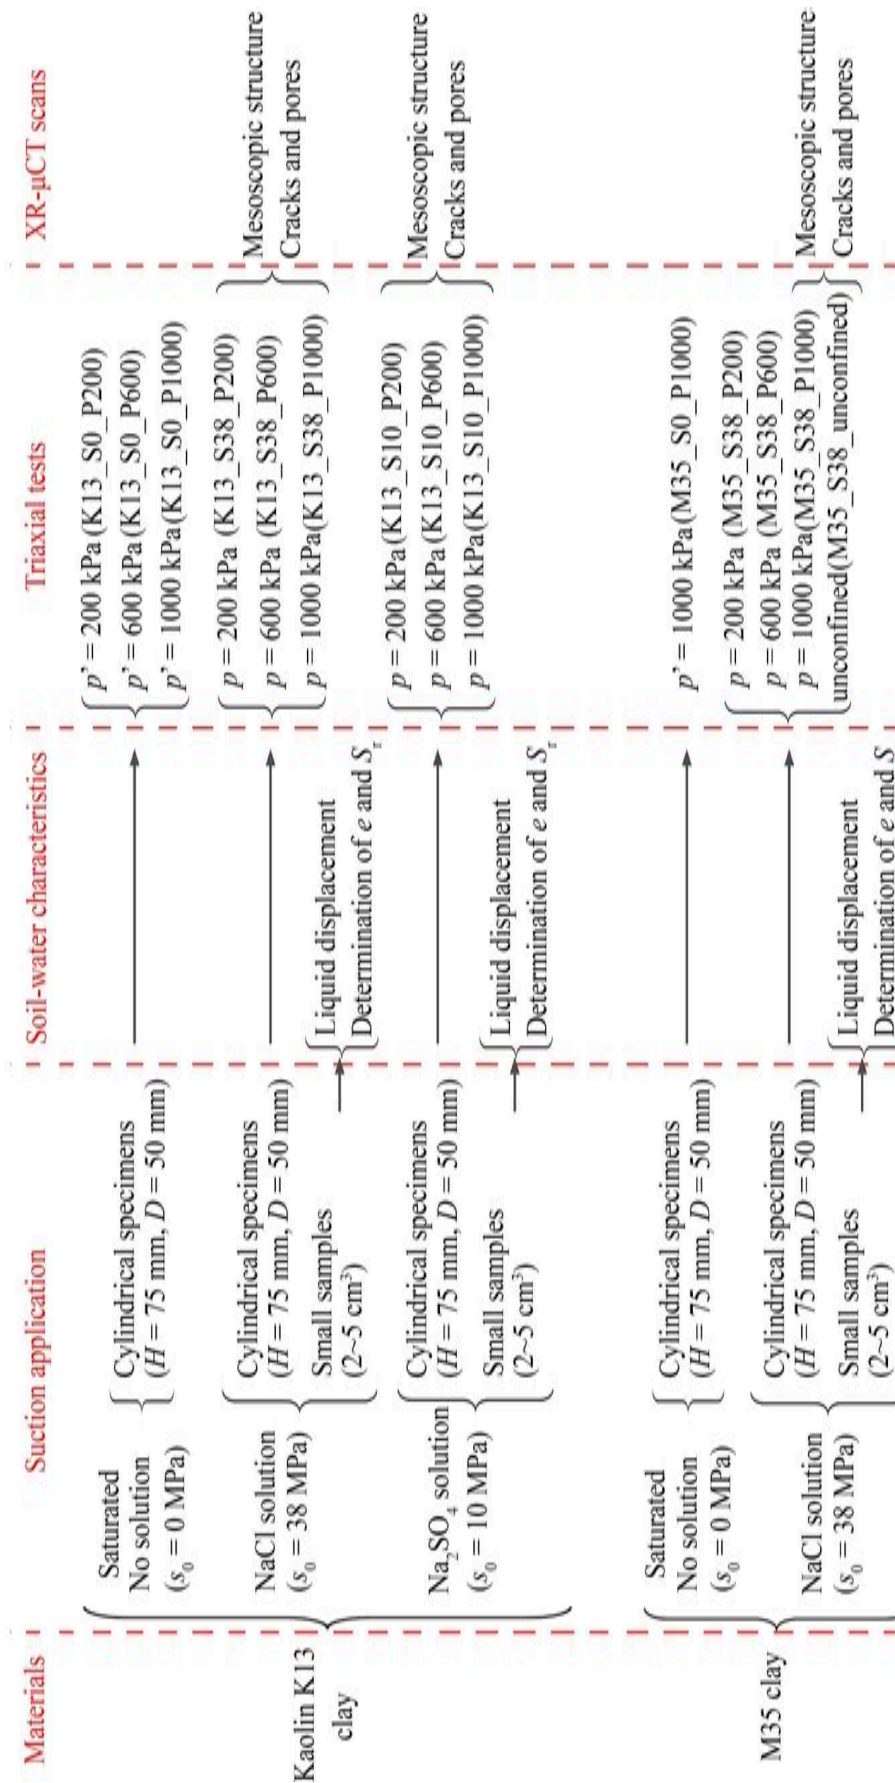 Materials
Suction application
Soil-water characteristics
Triaxial tests
XR-μCT scans
Kaolin K13
clay
Saturated
No solution
(s₀ = 0 MPa)
Cylindrical specimens
(H = 75 mm, D = 50 mm)
p’ = 200 kPa (K13_S0_P200)
p’ = 600 kPa (K13_S0_P600)
p’ = 1000 kPa (K13_S0_P1000)
NaCl solution
(s₀ = 38 MPa)
Cylindrical specimens
(H = 75 mm, D = 50 mm)
Small samples
(2~5 cm³)
Liquid displacement
Determination of e and Sᵣ
p = 200 kPa (K13_S38_P200)
p = 600 kPa (K13_S38_P600)
p = 1000 kPa(K13_S38_P1000)
Mesoscopic structure
Cracks and pores
Na₂SO₄ solution
(s₀ = 10 MPa)
Cylindrical specimens
(H = 75 mm, D = 50 mm)
Small samples
(2~5 cm³)
Liquid displacement
Determination of e and Sᵣ
p = 200 kPa (K13_S10_P200)
p = 600 kPa (K13_S10_P600)
p = 1000 kPa (K13_S10_P1000)
Mesoscopic structure
Cracks and pores
M35 clay
Saturated
No solution
(s₀ = 0 MPa)
Cylindrical specimens
(H = 75 mm, D = 50 mm)
p’ = 1000 kPa (M35_S0_P1000)
NaCl solution
(s₀ = 38 MPa)
Cylindrical specimens
(H = 75 mm, D = 50 mm)
Small samples
(2~5 cm³)
Liquid displacement
Determination of e and S
p = 200 kPa (M35_S38_P200)
p = 600 kPa (M35_S38_P600)
p = 1000 kPa(M35_S38_P1000)
unconfined(M35_S38_unconfined)
Mesoscopic structure
Cracks and pores